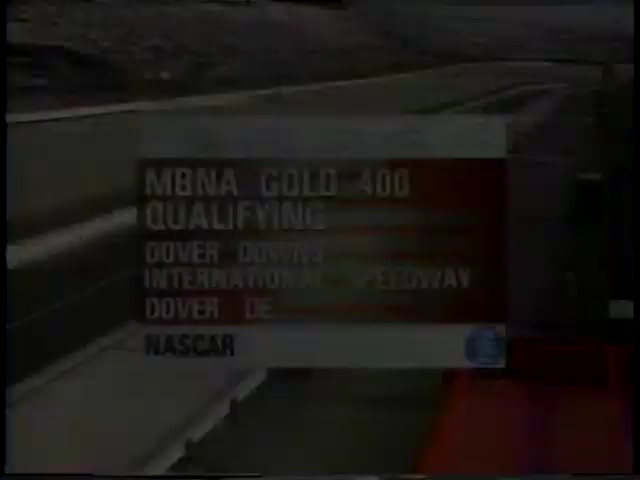 MBNA GOLD 400
QUALIFYING
DOVER DOWNS
INTERNATIONAL SPEEDWAY
DOVER DE
NASCAR